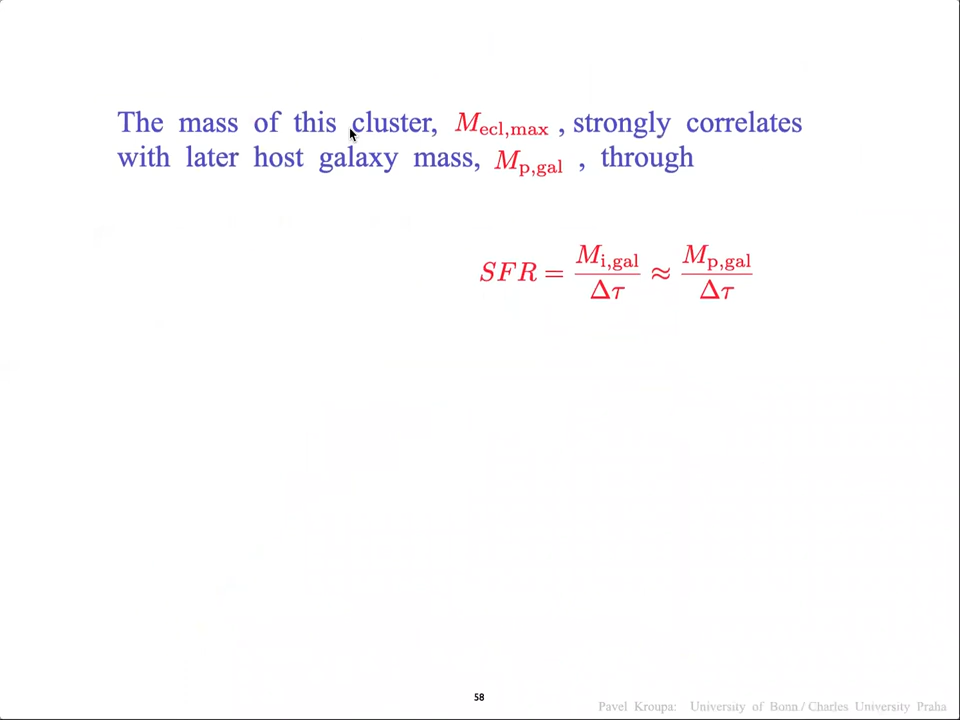 The mass of this cluster, M_ecl,max , strongly correlates
with later host galaxy mass, M_p,gal , through
SFR = M_i,gal / Δτ ≈ M_p,gal / Δτ
58
Pavel Kroupa: University of Bonn / Charles University Praha